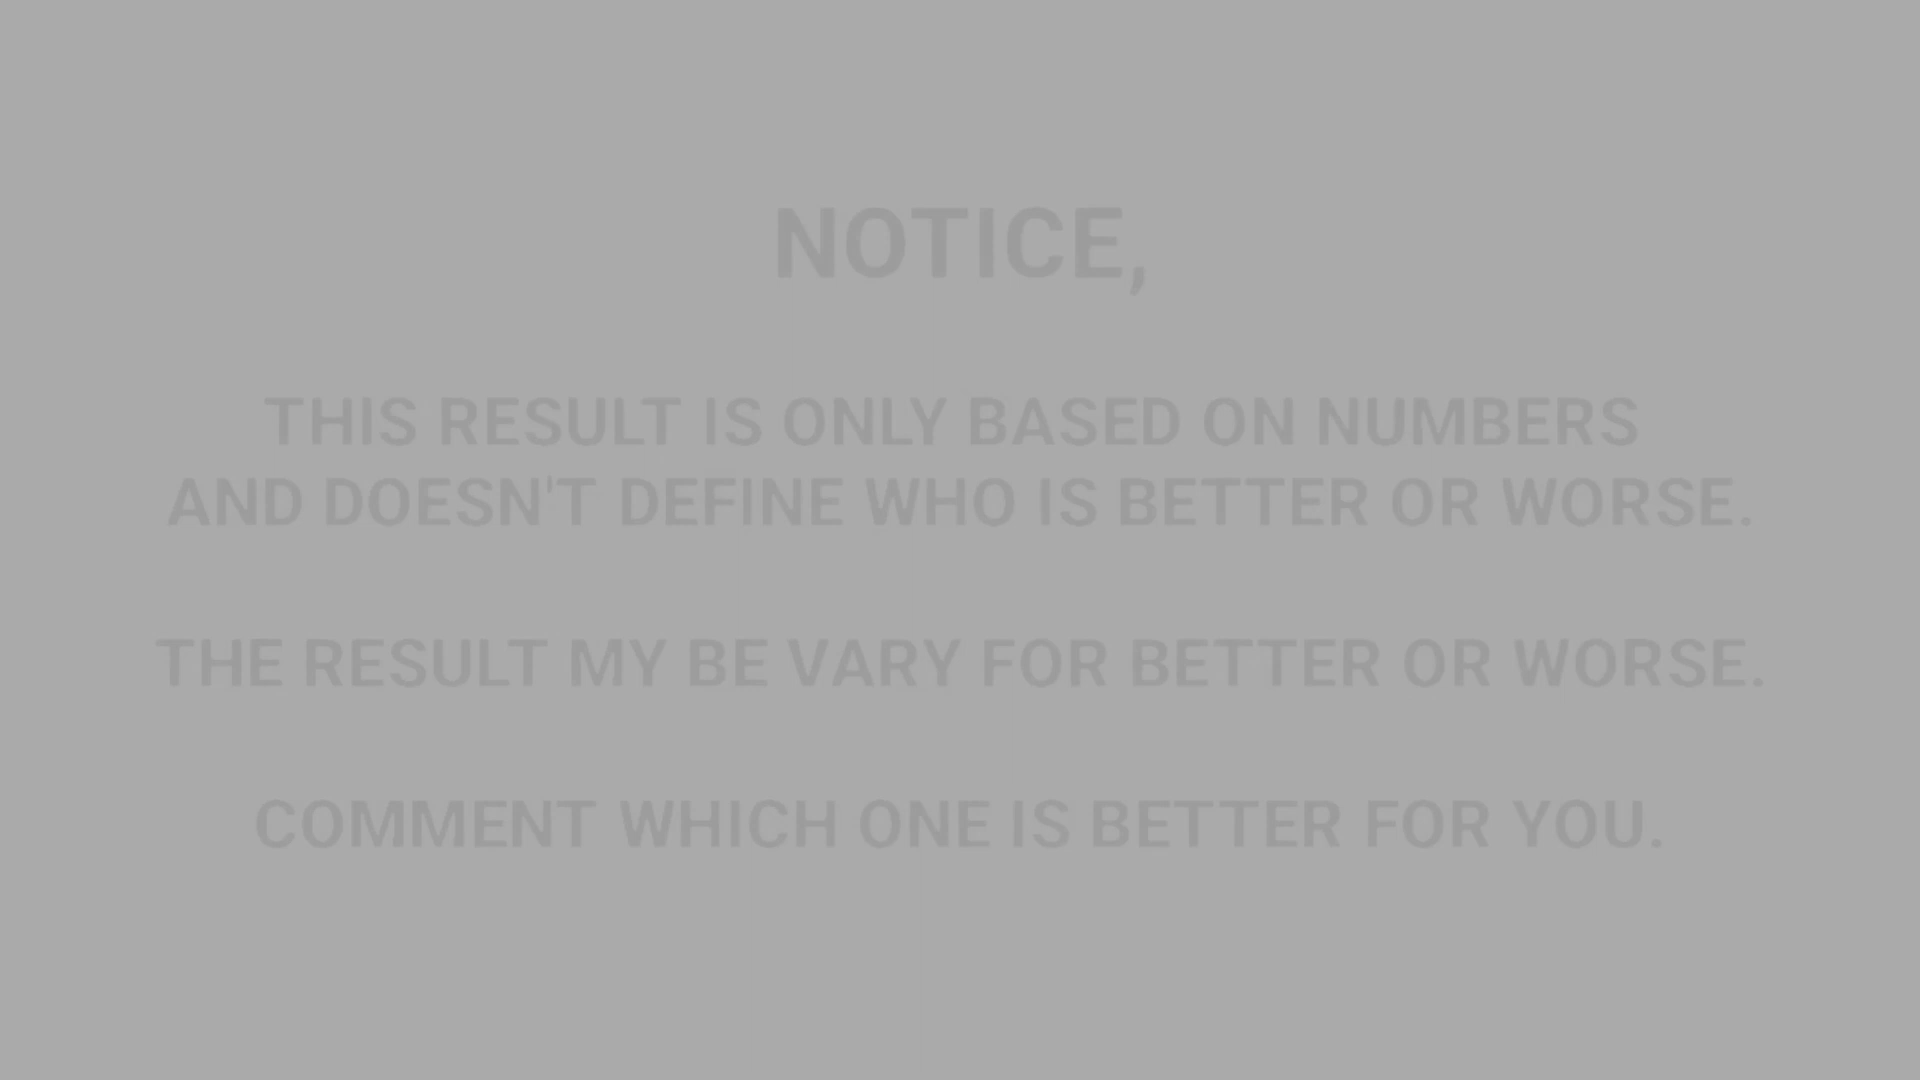 NOTICE,
THIS RESULT IS ONLY BASED ON NUMBERS
AND DOESN'T DEFINE WHO IS BETTER OR WORSE.
THE RESULT MY BE VARY FOR BETTER OR WORSE.
COMMENT WHICH ONE IS BETTER FOR YOU.